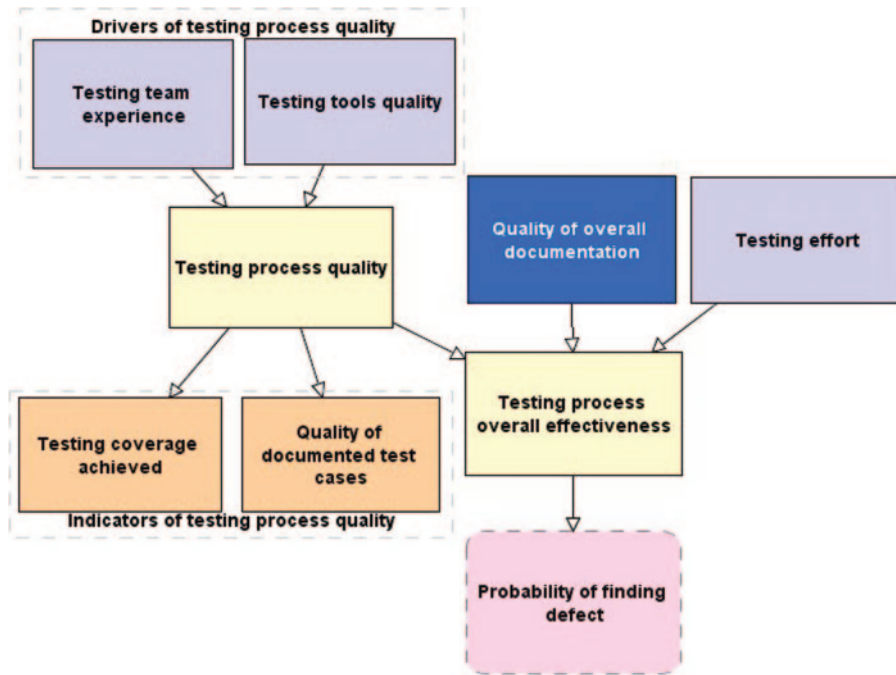 Drivers of testing process quality
Testing team
experience
Testing tools quality
Testing process quality
Quality of overall
documentation
Testing effort
Testing coverage
achieved
Quality of
documented test
cases
Indicators of testing process quality
Testing process
overall effectiveness
Probability of finding
defect